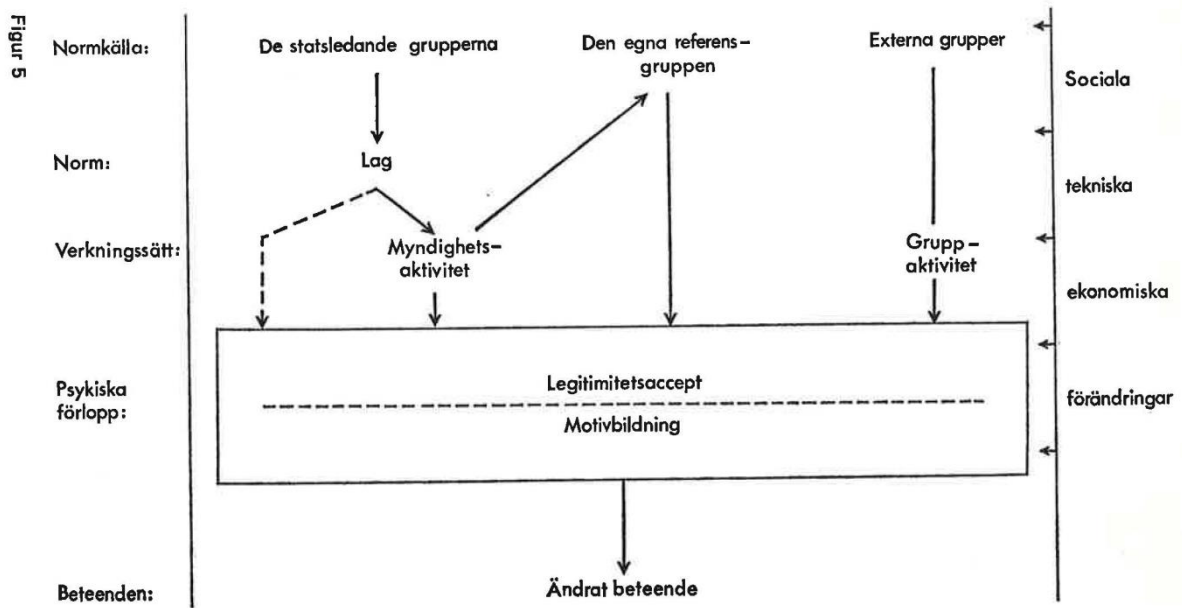 Figur 5
Normkälla:
De statsledande grupperna
Den egna referens-
gruppen
Externa grupper
Sociala
Norm:
Lag
tekniska
Verkningssätt:
Myndighets-
aktivitet
Grupp-
aktivitet
ekonomiska
Psykiska
förlopp:
Legitimitetsaccept
Motivbildning
förändringar
Beteenden:
Ändrat beteende